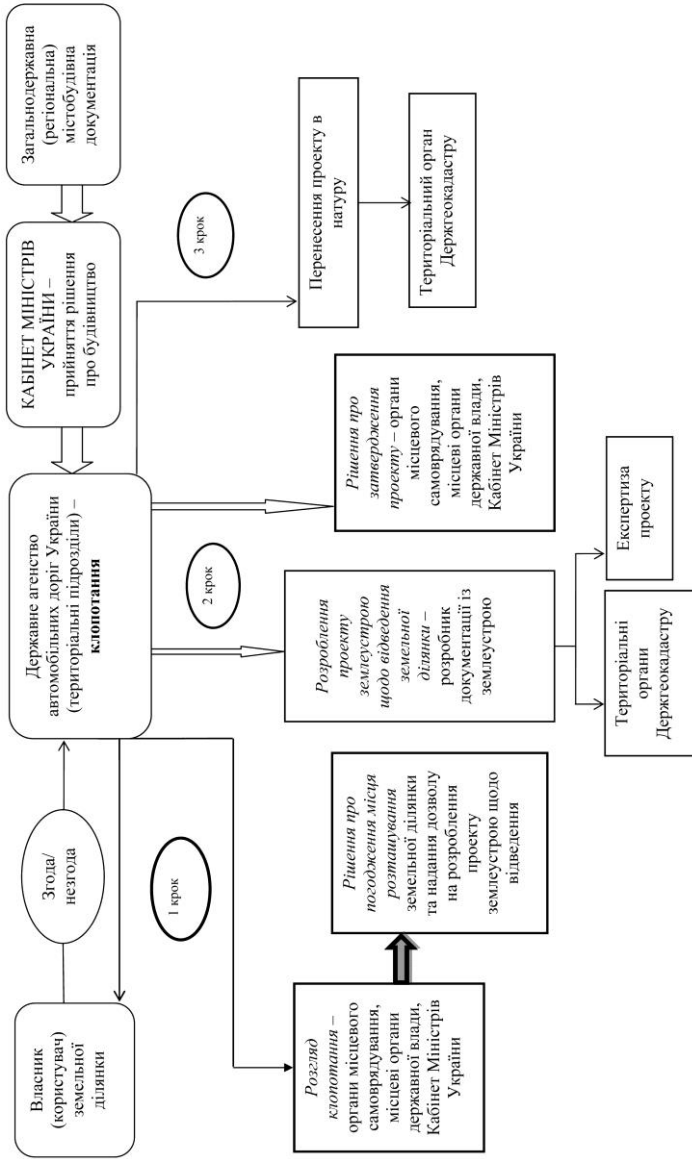 Власник
(користувач)
земельної
ділянки
Згода/
незгода
Державне агенство
автомобільних доріг України
(територіальні підрозділи) –
клопотання
КАБІНЕТ МІНІСТРІВ
УКРАЇНИ –
прийняття рішення
про будівництво
Загальнодержавна
(регіональна)
містобудівна
документація
1 крок
2 крок
3 крок
Розгляд
клопотання –
органи місцевого
самоврядування,
місцеві органи
державної влади,
Кабінет Міністрів
України
Рішення про
погодження місця
розташування
земельної ділянки
та надання дозволу
на розроблення
проекту
землеустрою щодо
відведення
Розроблення
проекту
землеустрою
щодо відведення
земельної
ділянки –
розробник
документації із
землеустрою
Рішення про
затвердження
проекту – органи
місцевого
самоврядування,
місцеві органи
державної влади,
Кабінет Міністрів
України
Перенесення проекту в
натуру
Територіальний орган
Держгеокадастру
Територіальні
органи
Держгеокадастру
Експертиза
проекту